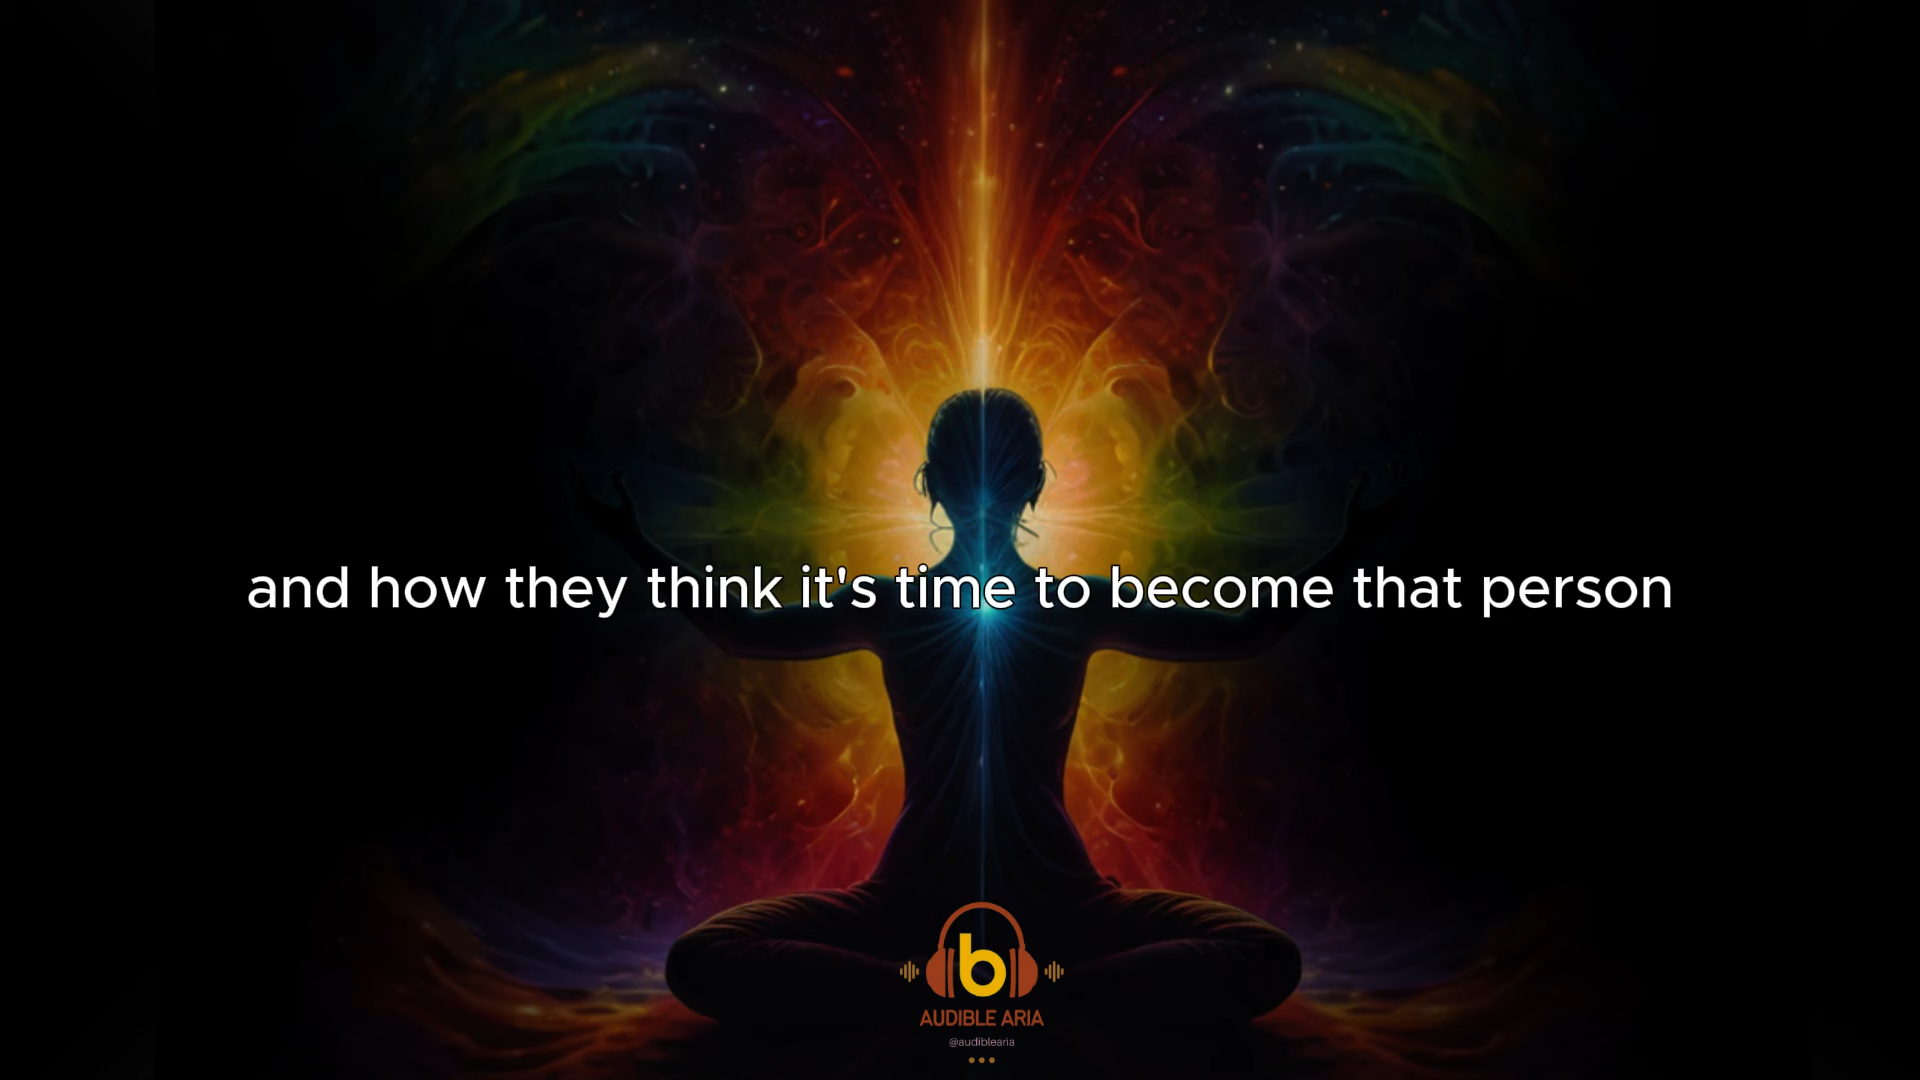 and how they think it's time to become that person
b
AUDIBLE ARIA
@audiblearia